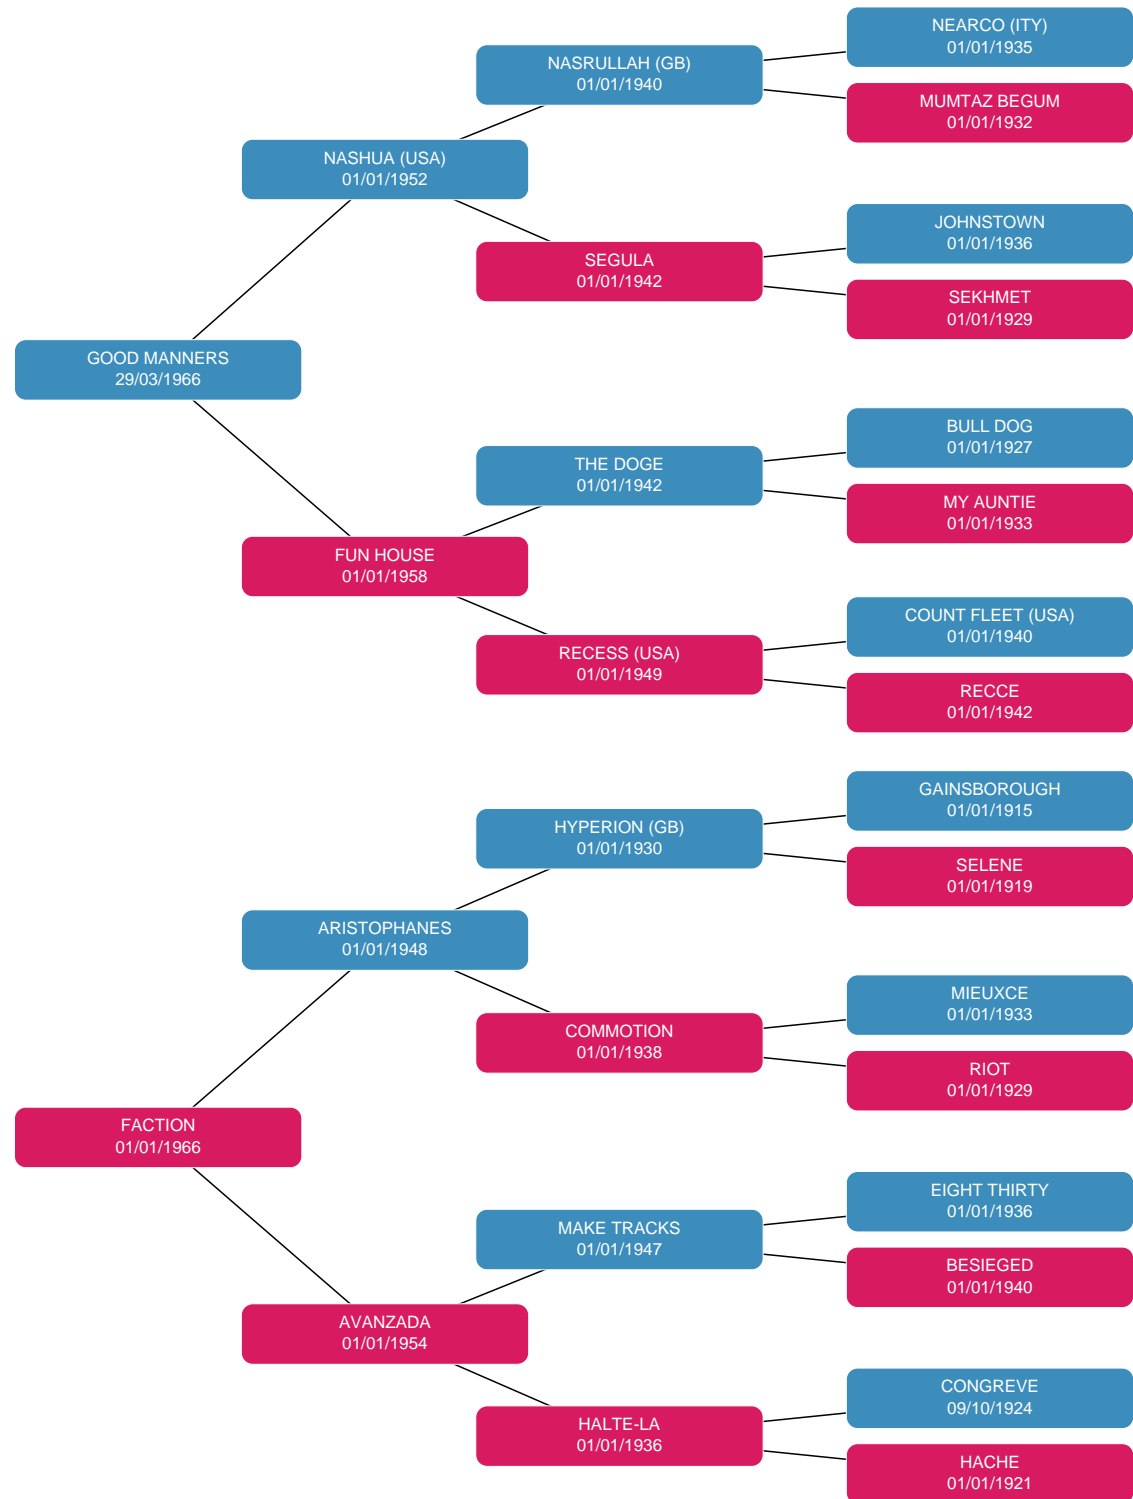 NEARCO (ITY)
01/01/1935
NASRULLAH (GB)
01/01/1940
MUMTAZ BEGUM
01/01/1932
NASHUA (USA)
01/01/1952
JOHNSTOWN
01/01/1936
SEGULA
01/01/1942
SEKHMET
01/01/1929
GOOD MANNERS
29/03/1966
BULL DOG
01/01/1927
THE DOGE
01/01/1942
MY AUNTIE
01/01/1933
FUN HOUSE
01/01/1958
COUNT FLEET (USA)
01/01/1940
RECESS (USA)
01/01/1949
RECCE
01/01/1942
GAINSBOROUGH
01/01/1915
HYPERION (GB)
01/01/1930
SELENE
01/01/1919
ARISTOPHANES
01/01/1948
MIEUXCE
01/01/1933
COMMOTION
01/01/1938
RIOT
01/01/1929
FACTION
01/01/1966
EIGHT THIRTY
01/01/1936
MAKE TRACKS
01/01/1947
BESIEGED
01/01/1940
AVANZADA
01/01/1954
CONGREVE
09/10/1924
HALTE-LA
01/01/1936
HACHE
01/01/1921